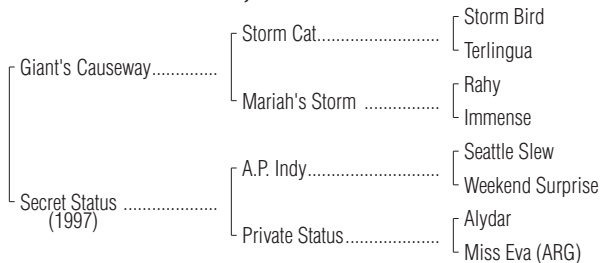 Storm Bird
Storm Cat..................
Terlingua
Giant's Causeway..............
Rahy
Mariah's Storm ................
Immense
Seattle Slew
A.P. Indy......................
Weekend Surprise
Secret Status ....................
(1997)
Alydar
Private Status................
Miss Eva (ARG)